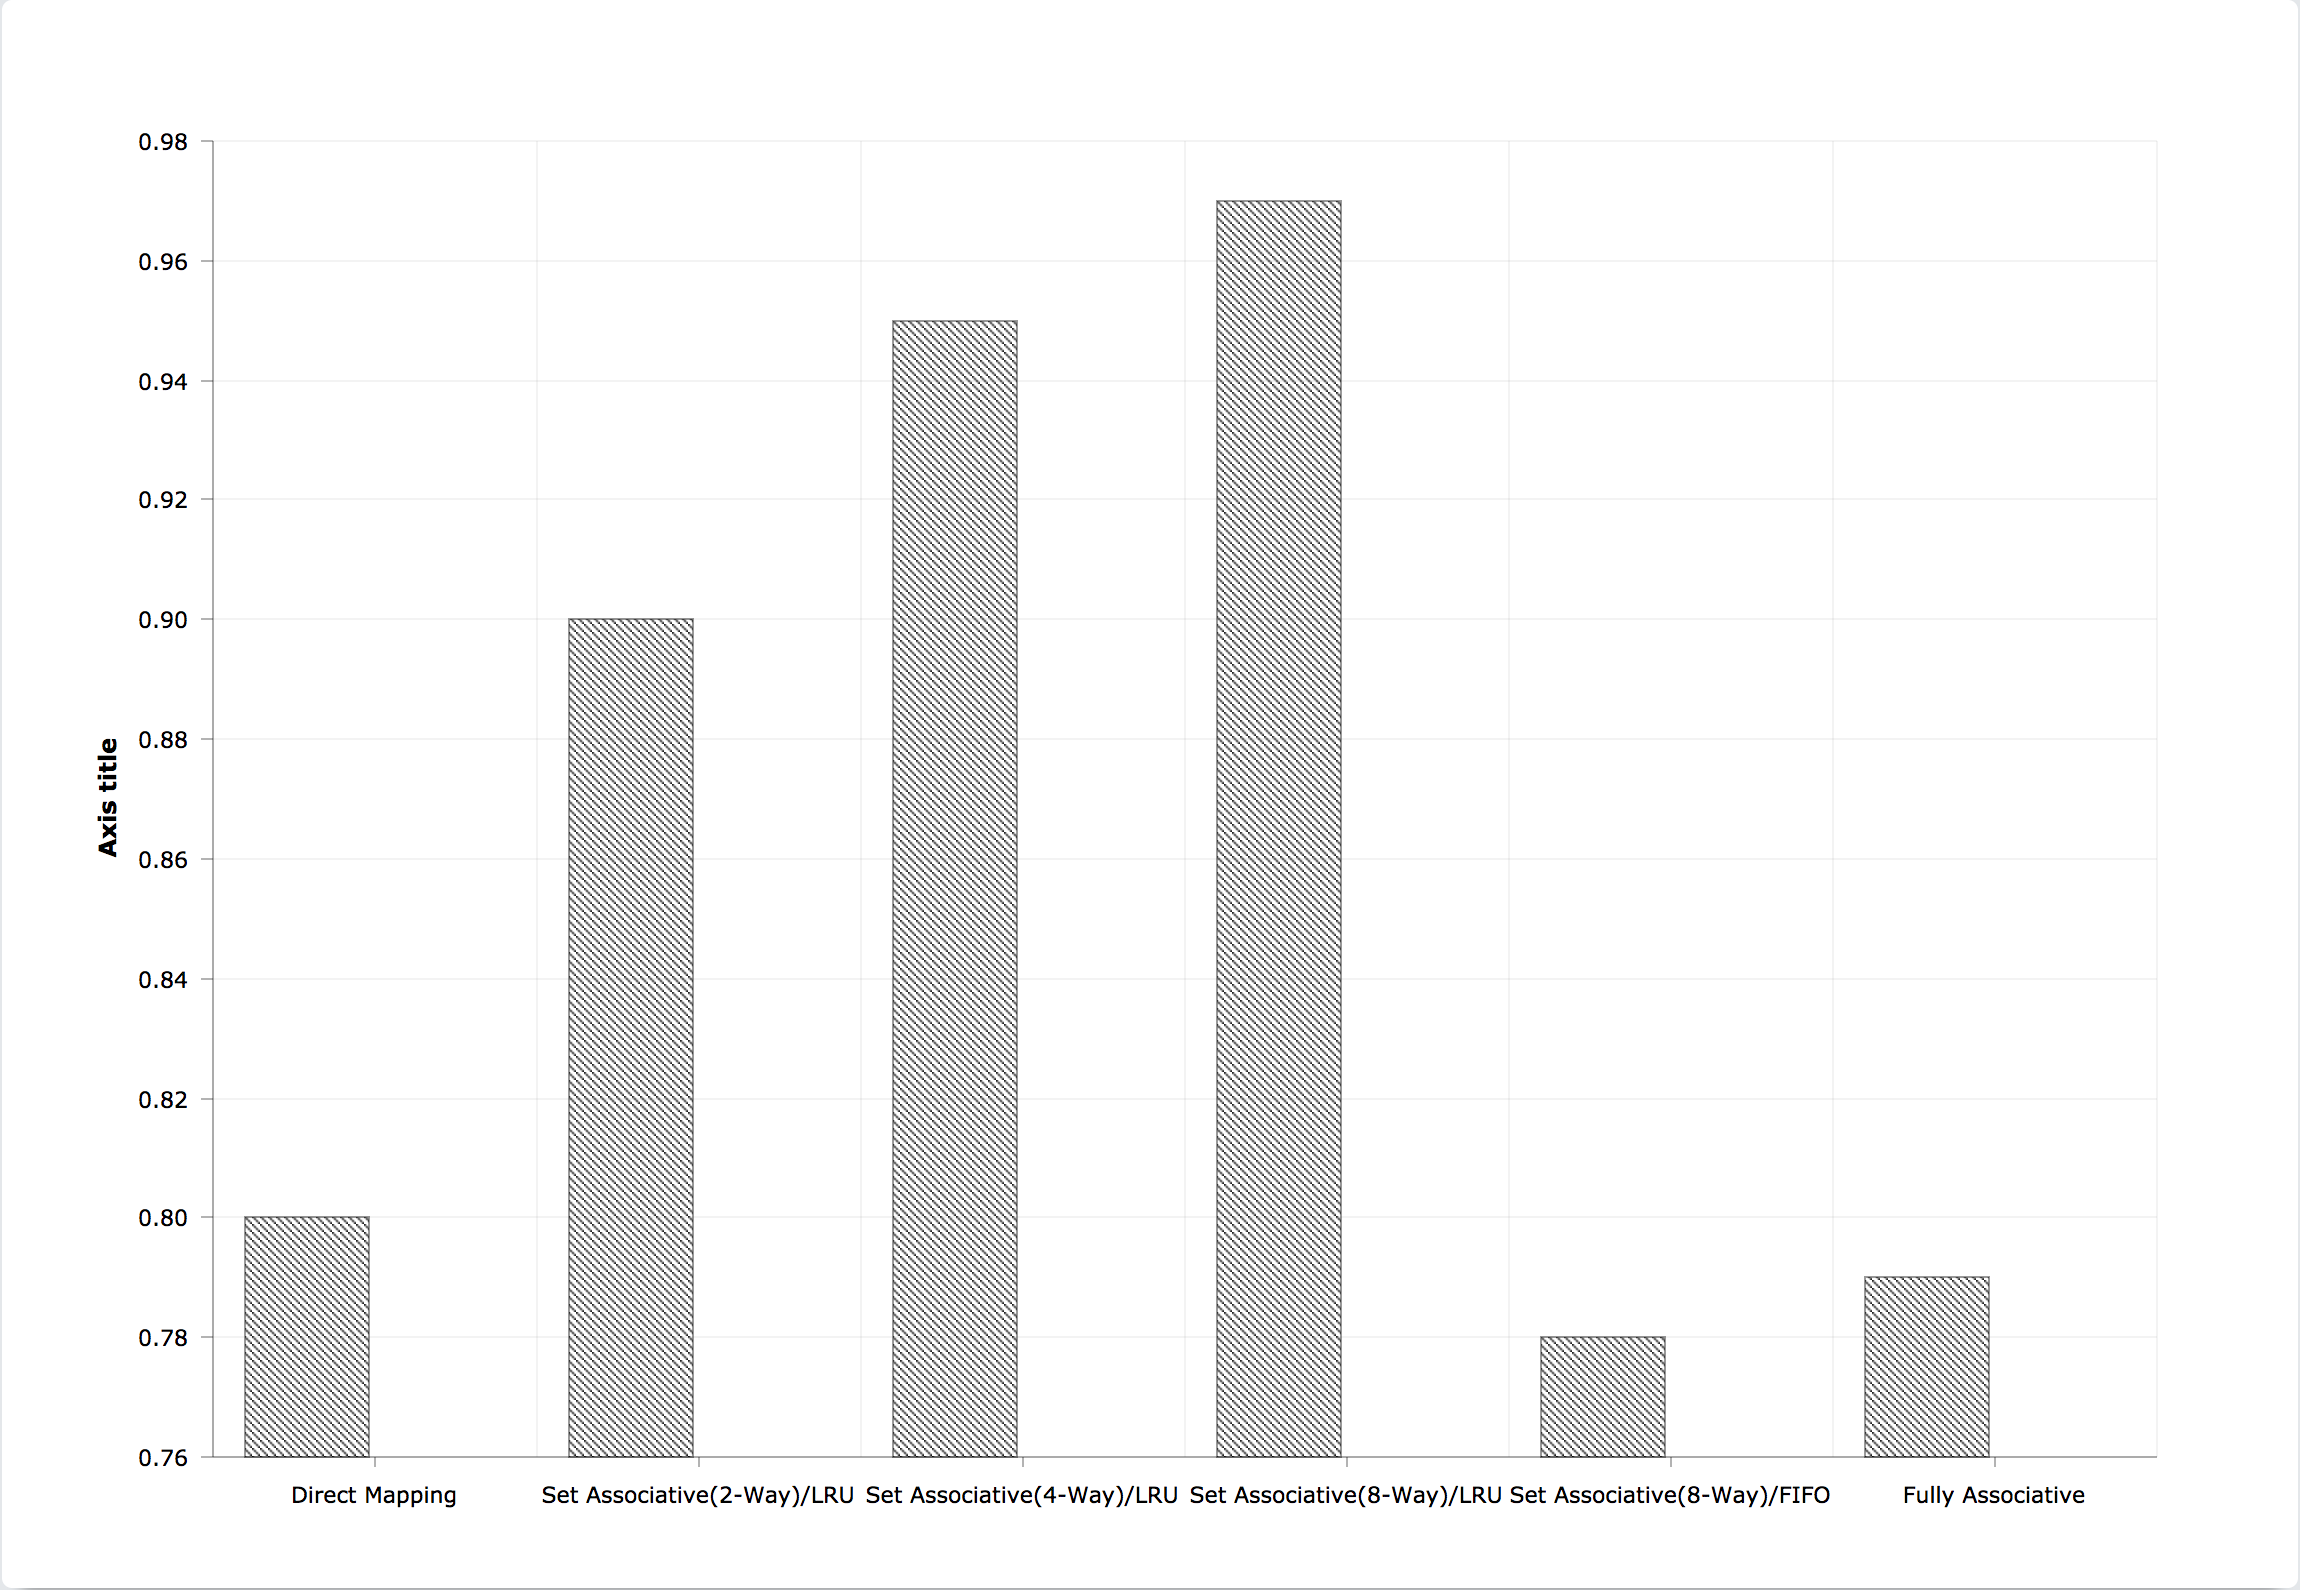 0.98
0.96
0.94
0.92
0.90
0.88
0.86
0.84
0.82
0.80
0.78
0.76
Axis title
Direct Mapping
Set Associative(2-Way)/LRU
Set Associative(4-Way)/LRU
Set Associative(8-Way)/LRU
Set Associative(8-Way)/FIFO
Fully Associative